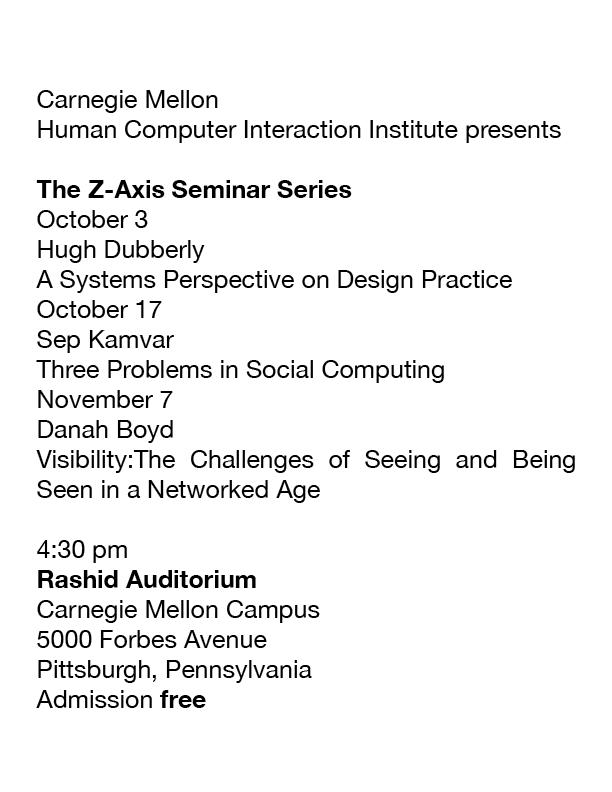 Carnegie Mellon
Human Computer Interaction Institute presents
The Z-Axis Seminar Series
October 3
Hugh Dubberly
A Systems Perspective on Design Practice
October 17
Sep Kamvar
Three Problems in Social Computing
November 7
Danah Boyd
Visibility:The Challenges of Seeing and Being
Seen in a Networked Age
4:30 pm
Rashid Auditorium
Carnegie Mellon Campus
5000 Forbes Avenue
Pittsburgh, Pennsylvania
Admission free